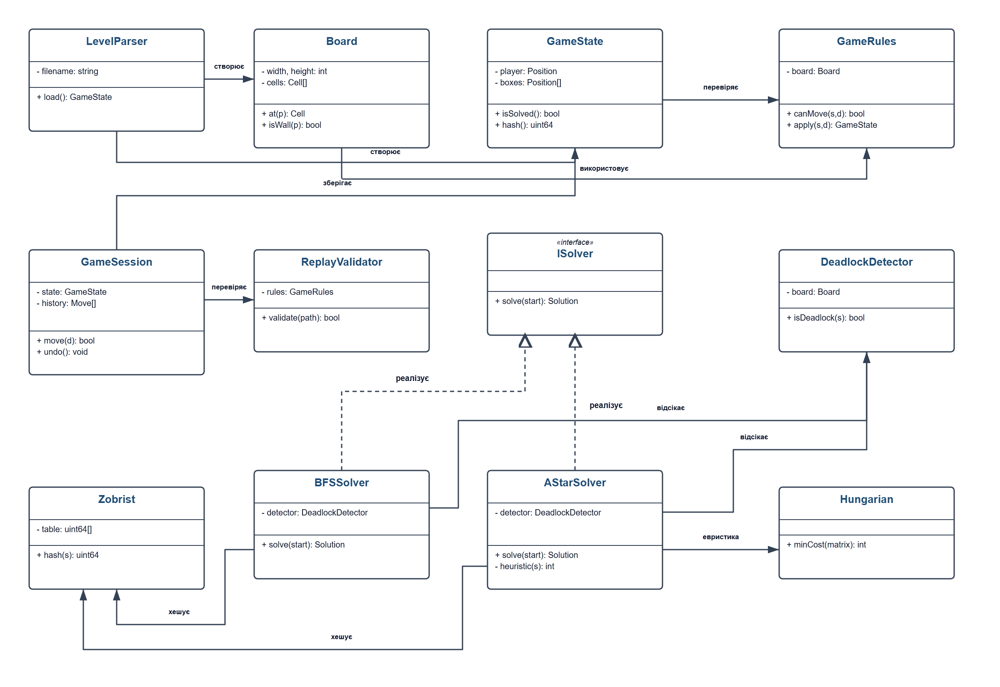 LevelParser
- filename: string
+ load(): GameState
створює
Board
- width, height: int
- cells: Cell[]
+ at(p): Cell
+ isWall(p): bool
GameState
- player: Position
- boxes: Position[]
+ isSolved(): bool
+ hash(): uint64
перевіряє
GameRules
- board: Board
+ canMove(s,d): bool
+ apply(s,d): GameState
створює
використовує
зберігає
GameSession
- state: GameState
- history: Move[]
+ move(d): bool
+ undo(): void
перевіряє
ReplayValidator
- rules: GameRules
+ validate(path): bool
«interface»
ISolver
+ solve(start): Solution
DeadlockDetector
- board: Board
+ isDeadlock(s): bool
реалізує
реалізує
відсікає
відсікає
Zobrist
- table: uint64[]
+ hash(s): uint64
BFSSolver
- detector: DeadlockDetector
+ solve(start): Solution
AStarSolver
- detector: DeadlockDetector
+ solve(start): Solution
- heuristic(s): int
евристика
Hungarian
+ minCost(matrix): int
хешує
хешує